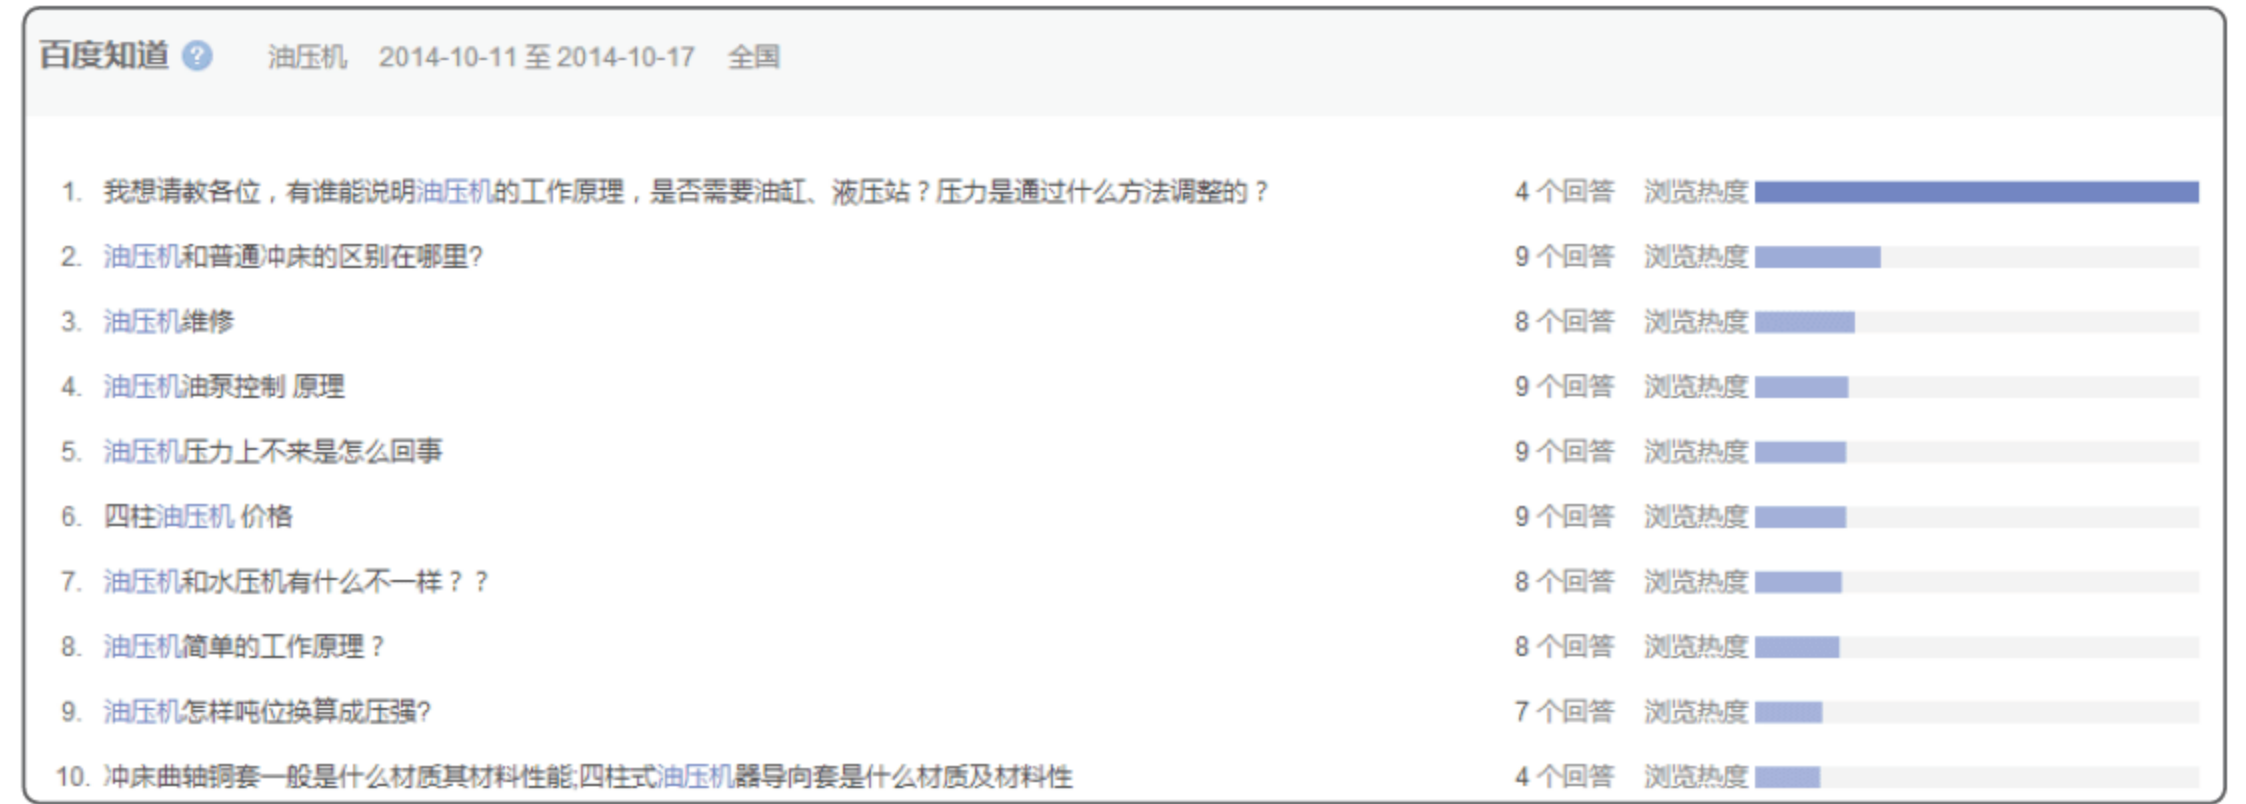 百度知道 ? 油压机 2014-10-11 至 2014-10-17 全国
1. 我想请教各位，有谁能说明油压机的工作原理，是否需要油缸、液压站？压力是通过什么方法调整的？ 4 个回答 浏览热度
2. 油压机和普通冲床的区别在哪里? 9 个回答 浏览热度
3. 油压机维修 8 个回答 浏览热度
4. 油压机油泵控制 原理 9 个回答 浏览热度
5. 油压机压力上不来是怎么回事 9 个回答 浏览热度
6. 四柱油压机 价格 9 个回答 浏览热度
7. 油压机和水压机有什么不一样？？ 8 个回答 浏览热度
8. 油压机简单的工作原理？ 8 个回答 浏览热度
9. 油压机怎样吨位换算成压强? 7 个回答 浏览热度
10. 冲床曲轴铜套一般是什么材质其材料性能;四柱式油压机器导向套是什么材质及材料性 4 个回答 浏览热度